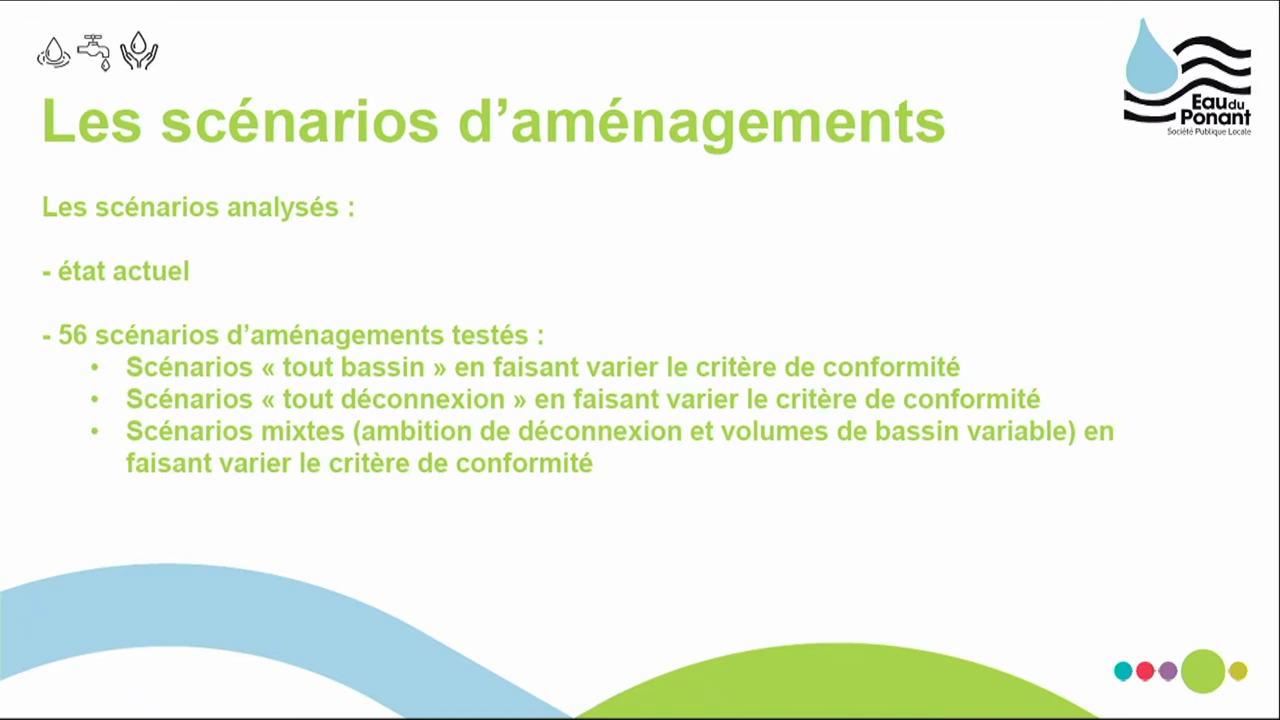 Les scénarios d’aménagements
Eau du
Ponant
Société Publique Locale
Les scénarios analysés :
- état actuel
- 56 scénarios d’aménagements testés :
• Scénarios « tout bassin » en faisant varier le critère de conformité
• Scénarios « tout déconnexion » en faisant varier le critère de conformité
• Scénarios mixtes (ambition de déconnexion et volumes de bassin variable) en
faisant varier le critère de conformité